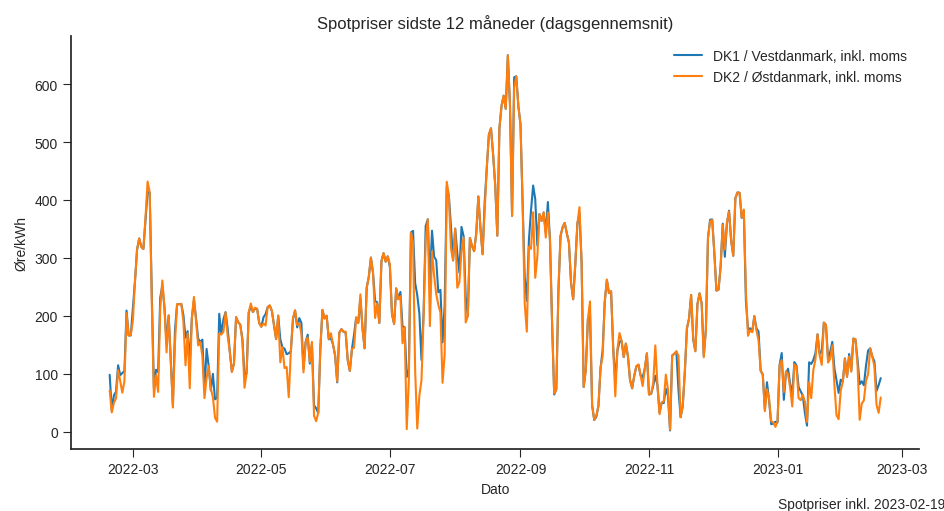 Spotpriser sidste 12 måneder (dagsgennemsnit)
DK1 / Vestdanmark, inkl. moms
DK2 / Østdanmark, inkl. moms
600
500
400
300
200
100
0
Øre/kWh
2022-03 2022-05 2022-07 2022-09 2022-11 2023-01 2023-03
Dato
Spotpriser inkl. 2023-02-19